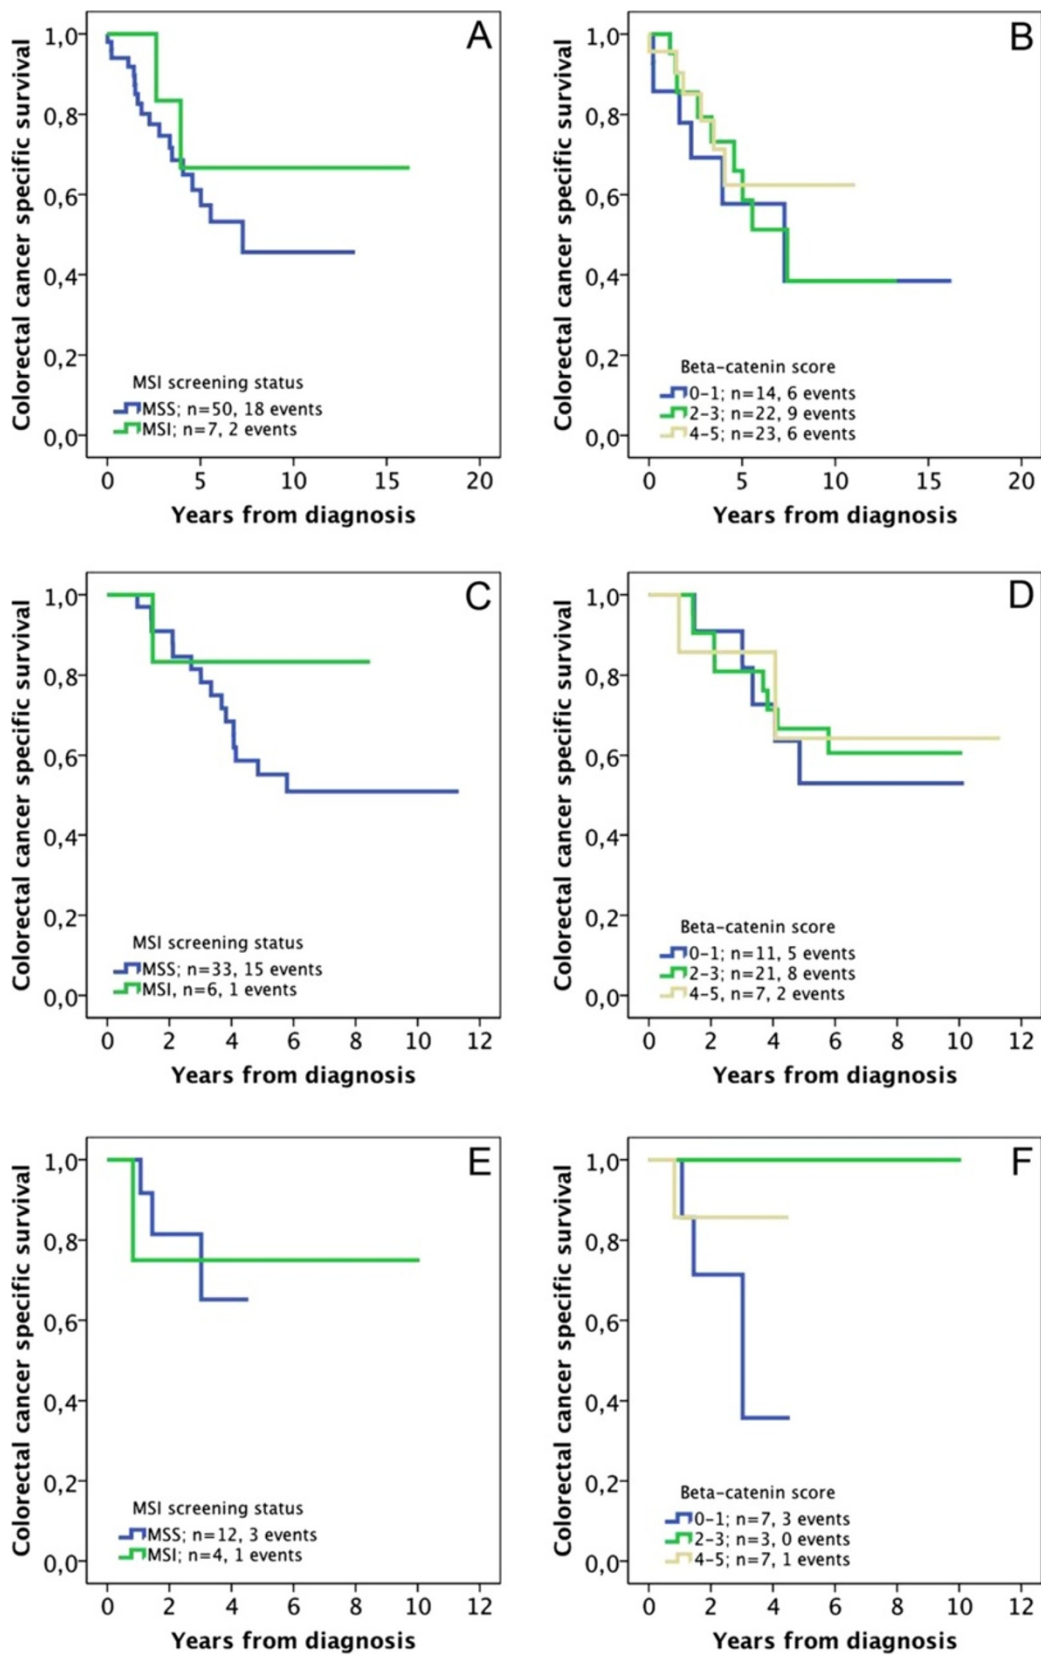 A
Colorectal cancer specific survival
1,0
0,8
0,6
0,4
0,2
0,0
MSI screening status
MSS; n=50, 18 events
MSI; n=7, 2 events
0 5 10 15 20
Years from diagnosis
B
Colorectal cancer specific survival
1,0
0,8
0,6
0,4
0,2
0,0
Beta-catenin score
0-1; n=14, 6 events
2-3; n=22, 9 events
4-5; n=23, 6 events
0 5 10 15 20
Years from diagnosis
C
Colorectal cancer specific survival
1,0
0,8
0,6
0,4
0,2
0,0
MSI screening status
MSS; n=33, 15 events
MSI, n=6, 1 events
0 2 4 6 8 10 12
Years from diagnosis
D
Colorectal cancer specific survival
1,0
0,8
0,6
0,4
0,2
0,0
Beta-catenin score
0-1; n=11, 5 events
2-3; n=21, 8 events
4-5, n=7, 2 events
0 2 4 6 8 10 12
Years from diagnosis
E
Colorectal cancer specific survival
1,0
0,8
0,6
0,4
0,2
0,0
MSI screening status
MSS; n=12, 3 events
MSI; n=4, 1 events
0 2 4 6 8 10 12
Years from diagnosis
F
Colorectal cancer specific survival
1,0
0,8
0,6
0,4
0,2
0,0
Beta-catenin score
0-1; n=7, 3 events
2-3; n=3, 0 events
4-5; n=7, 1 events
0 2 4 6 8 10 12
Years from diagnosis